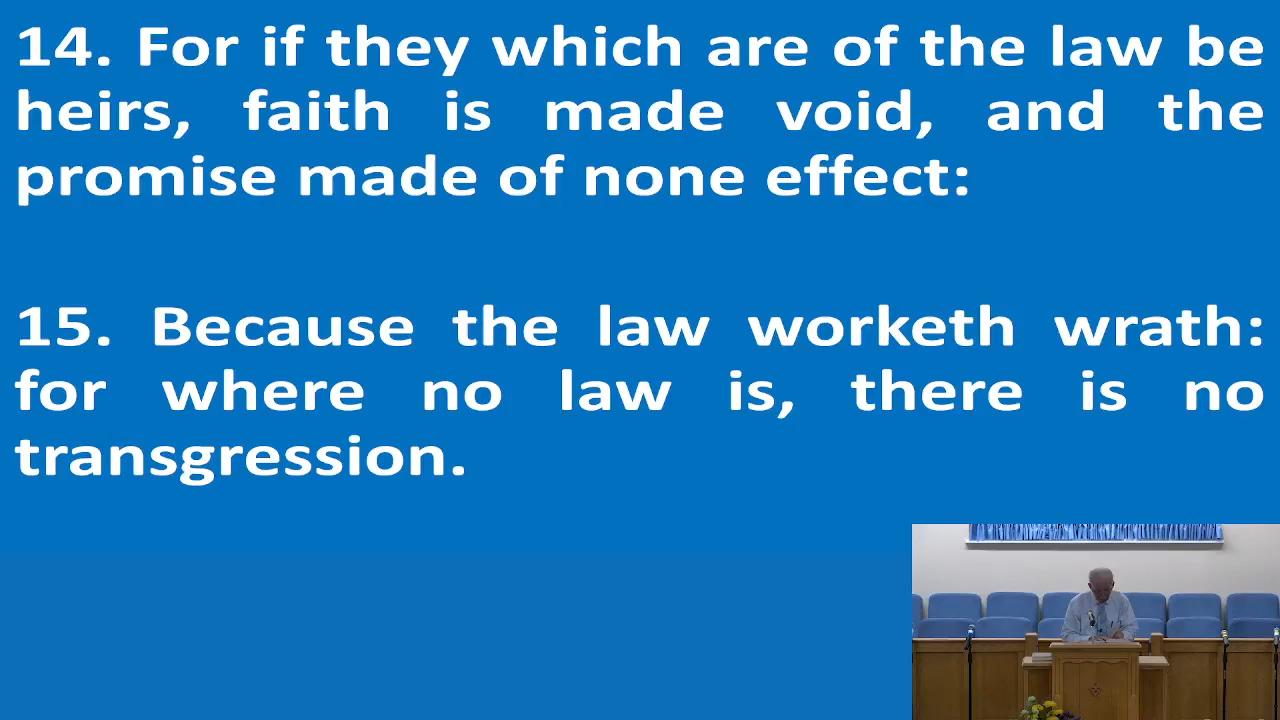 14. For if they which are of the law be
heirs, faith is made void, and the
promise made of none effect:
15. Because the law worketh wrath:
for where no law is, there is no
transgression.